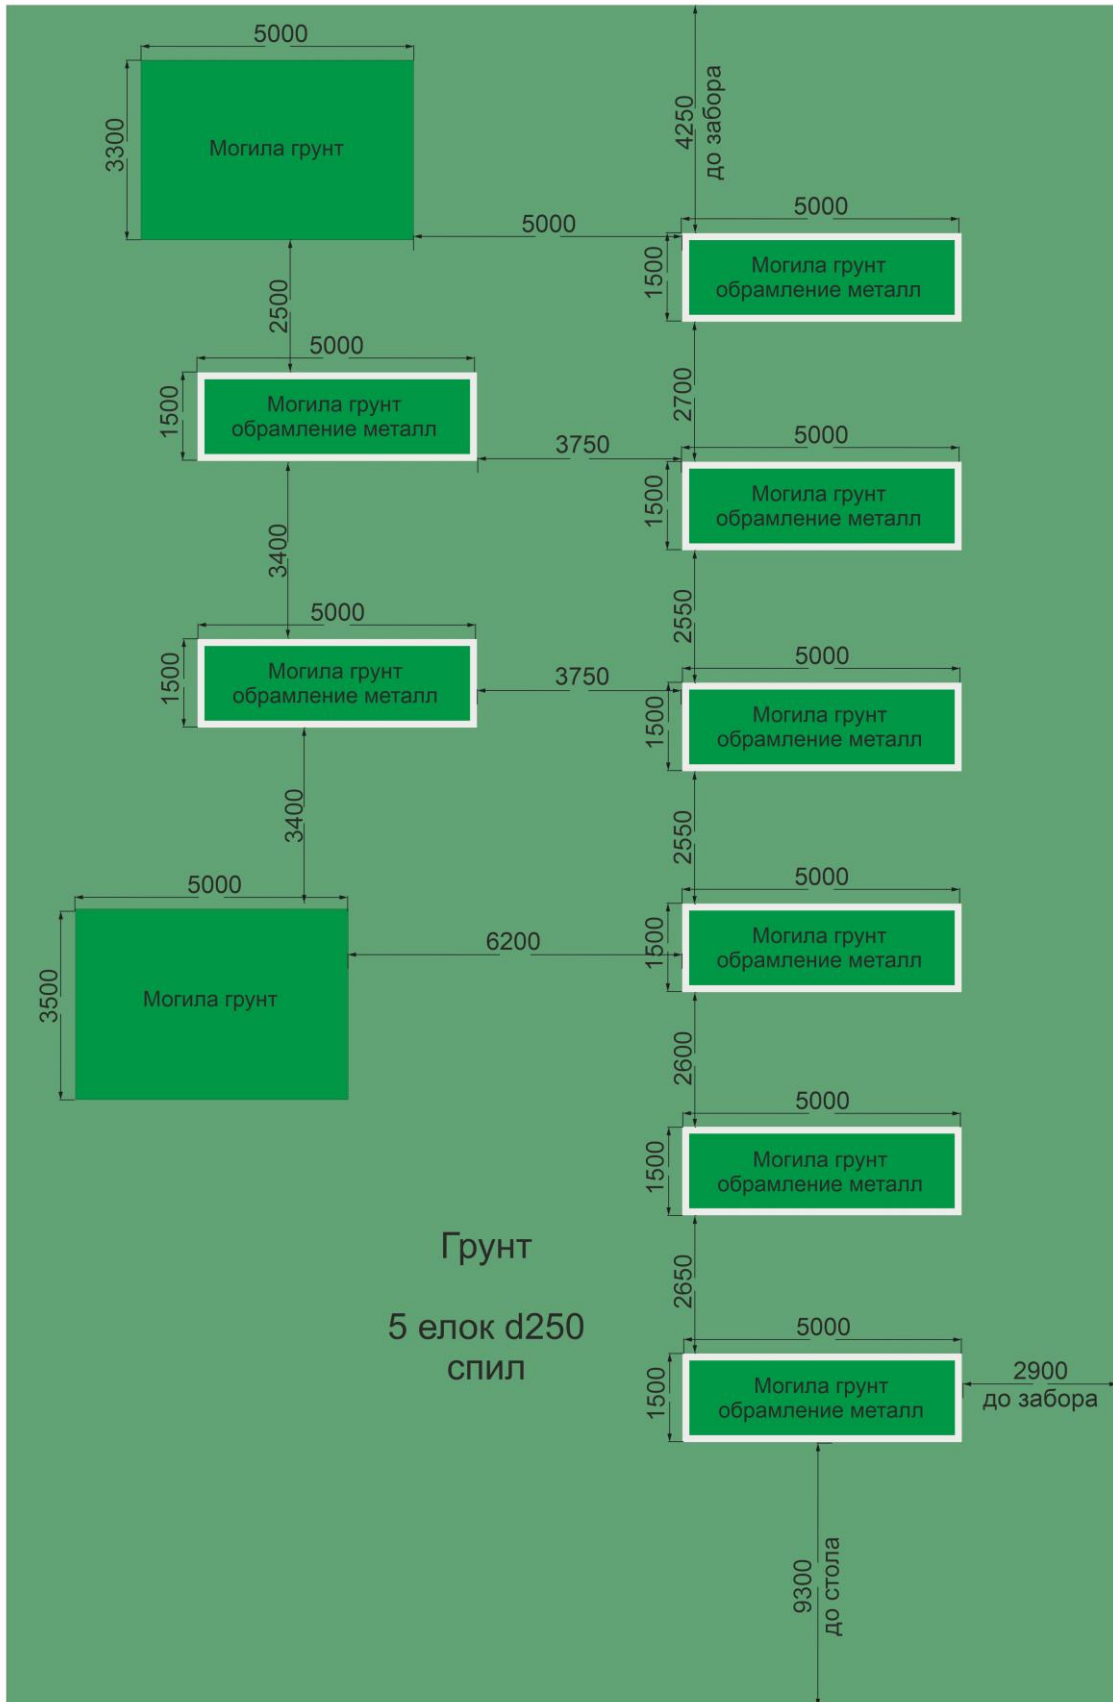 5000
3300
Могила грунт
4250
до забора
5000
5000
1500
Могила грунт
обрамление металл
2500
5000
1500
Могила грунт
обрамление металл
2700
3750
5000
1500
Могила грунт
обрамление металл
3400
2550
5000
1500
Могила грунт
обрамление металл
3750
5000
1500
Могила грунт
обрамление металл
3400
2550
5000
3500
Могила грунт
6200
5000
1500
Могила грунт
обрамление металл
2600
5000
1500
Могила грунт
обрамление металл
Грунт
5 елок d250
спил
2650
5000
1500
Могила грунт
обрамление металл
2900
до забора
9300
до стола